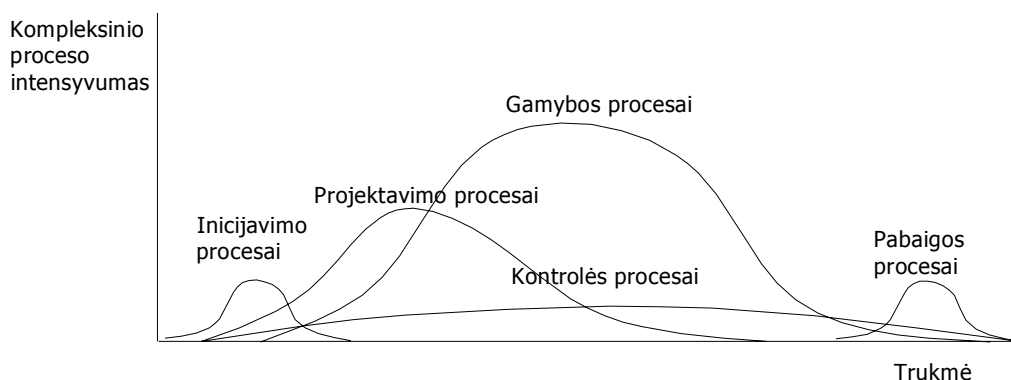 Kompleksinio
proceso
intensyvumas
Gamybos procesai
Projektavimo procesai
Inicijavimo
procesai
Pabaigos
procesai
Kontrolės procesai
Trukmė